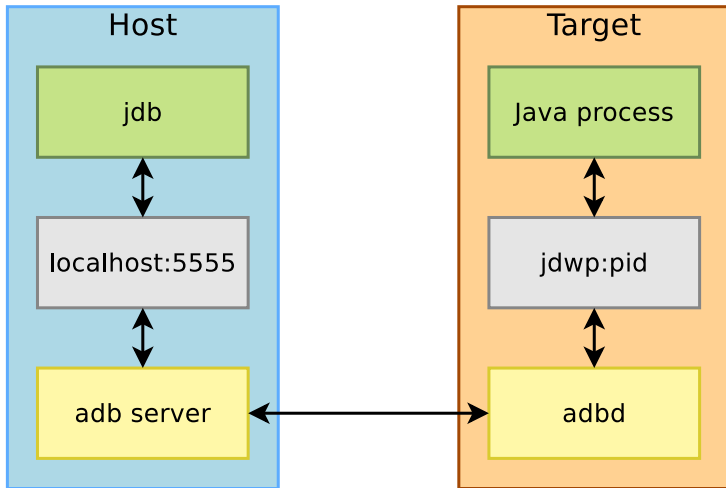 Host
jdb
localhost:5555
adb server
Target
Java process
jdwp:pid
adbd